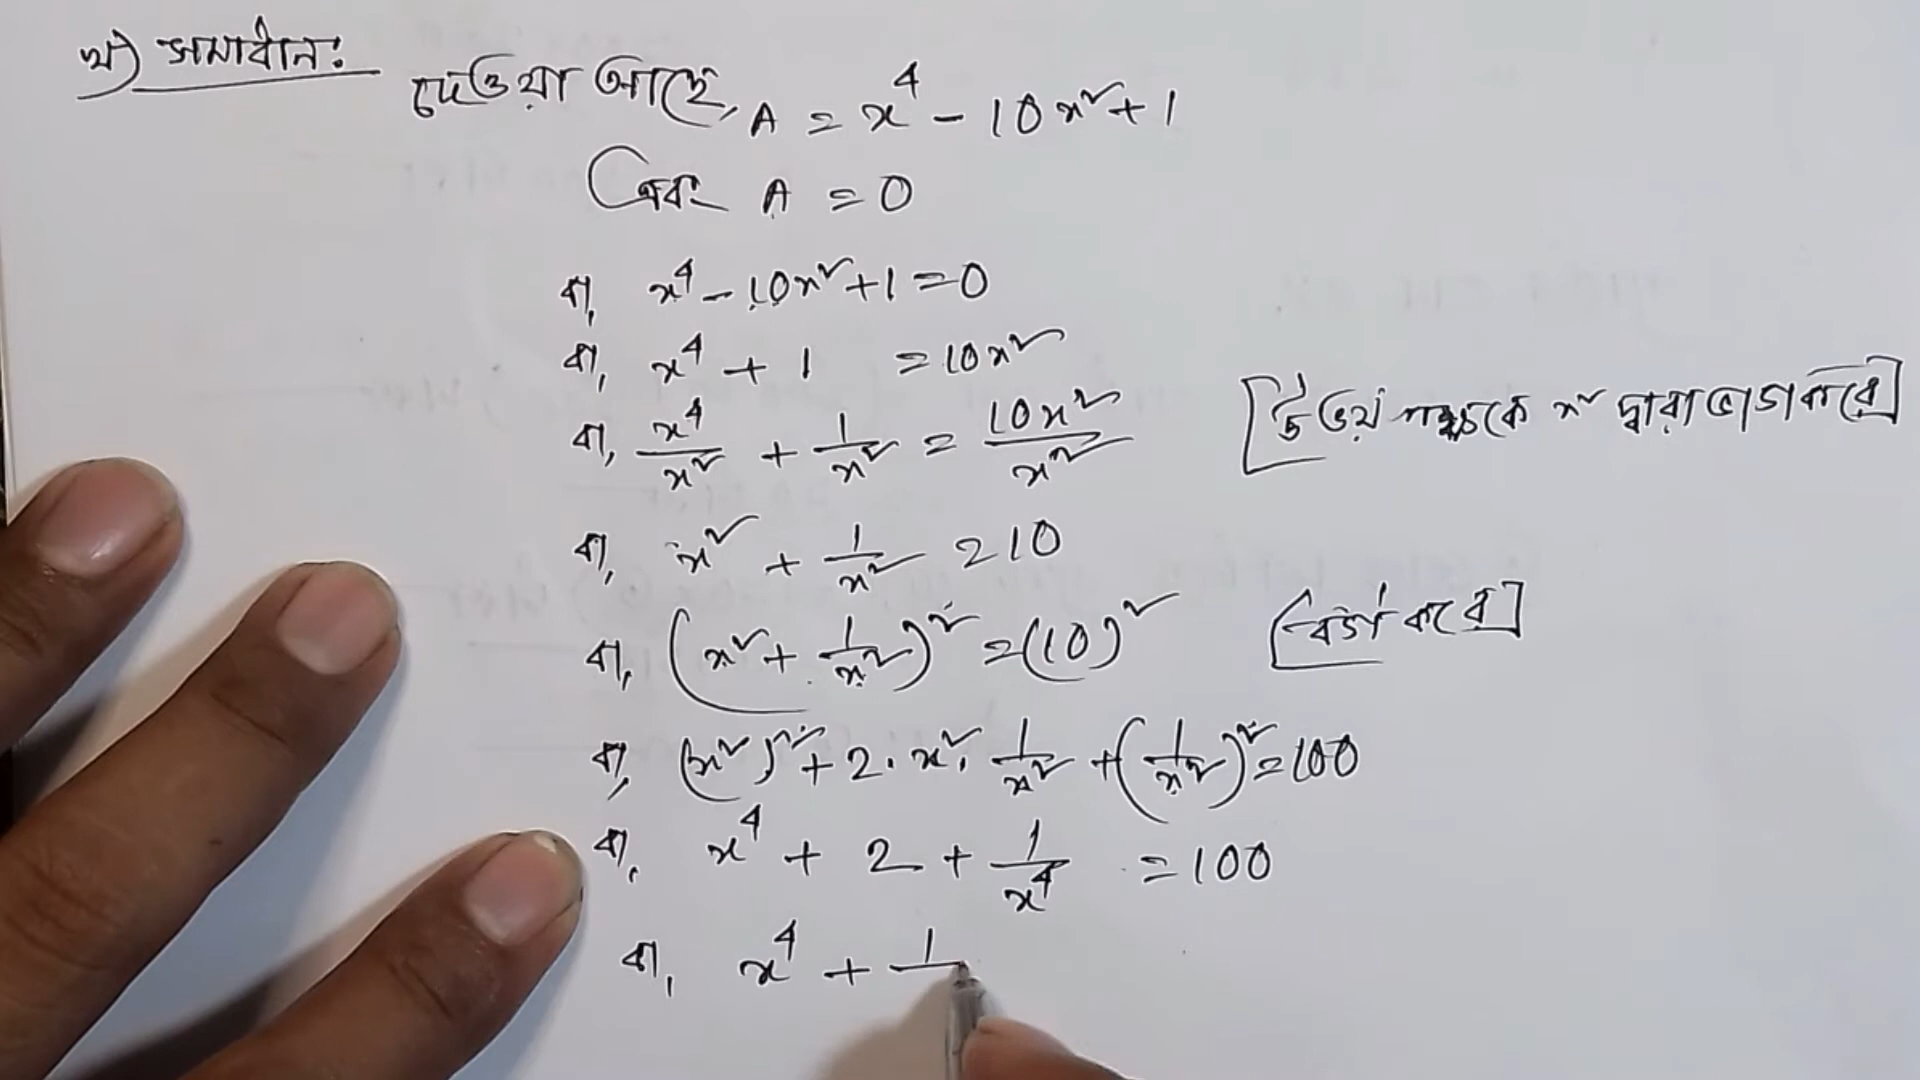 খ) সমাধান:
দেওয়া আছে, A = x⁴ - 10x² + 1
এবং A = 0
বা, x⁴ - 10x² + 1 = 0
বা, x⁴ + 1 = 10x²
বা, x⁴/x² + 1/x² = 10x²/x² [উভয় পক্ষকে x² দ্বারা ভাগ করে]
বা, x² + 1/x² = 10
বা, (x² + 1/x²)² = (10)² [বর্গ করে]
বা, (x²)² + 2·x²·1/x² + (1/x²)² = 100
বা, x⁴ + 2 + 1/x⁴ = 100
বা, x⁴ + 1